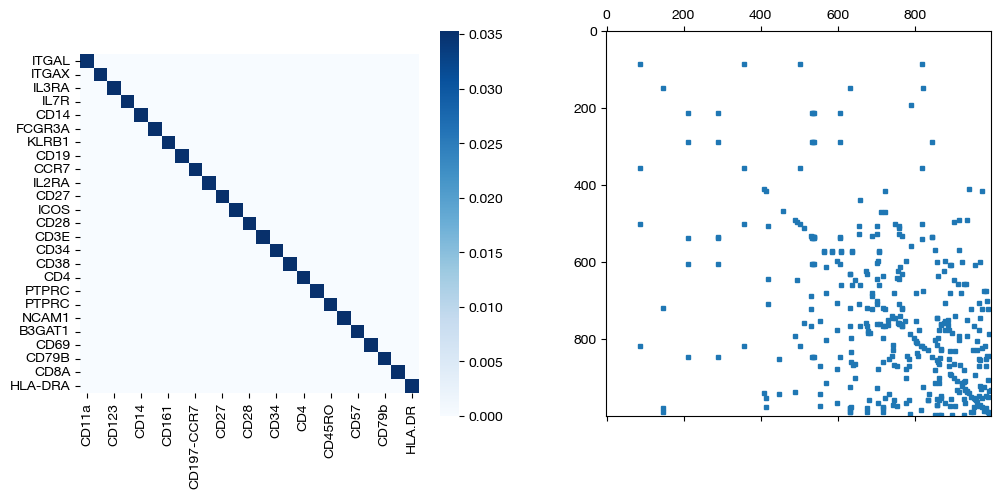 ITGAL
ITGAX
IL3RA
IL7R
CD14
FCGR3A
KLRB1
CD19
CCR7
IL2RA
CD27
ICOS
CD28
CD3E
CD34
CD38
CD4
PTPRC
PTPRC
NCAM1
B3GAT1
CD69
CD79B
CD8A
HLA-DRA
CD11a
CD123
CD14
CD161
CD197-CCR7
CD27
CD28
CD34
CD4
CD45RO
CD57
CD79b
HLA.DR
0.035
0.030
0.025
0.020
0.015
0.010
0.005
0.000
0 200 400 600 800
0
200
400
600
800